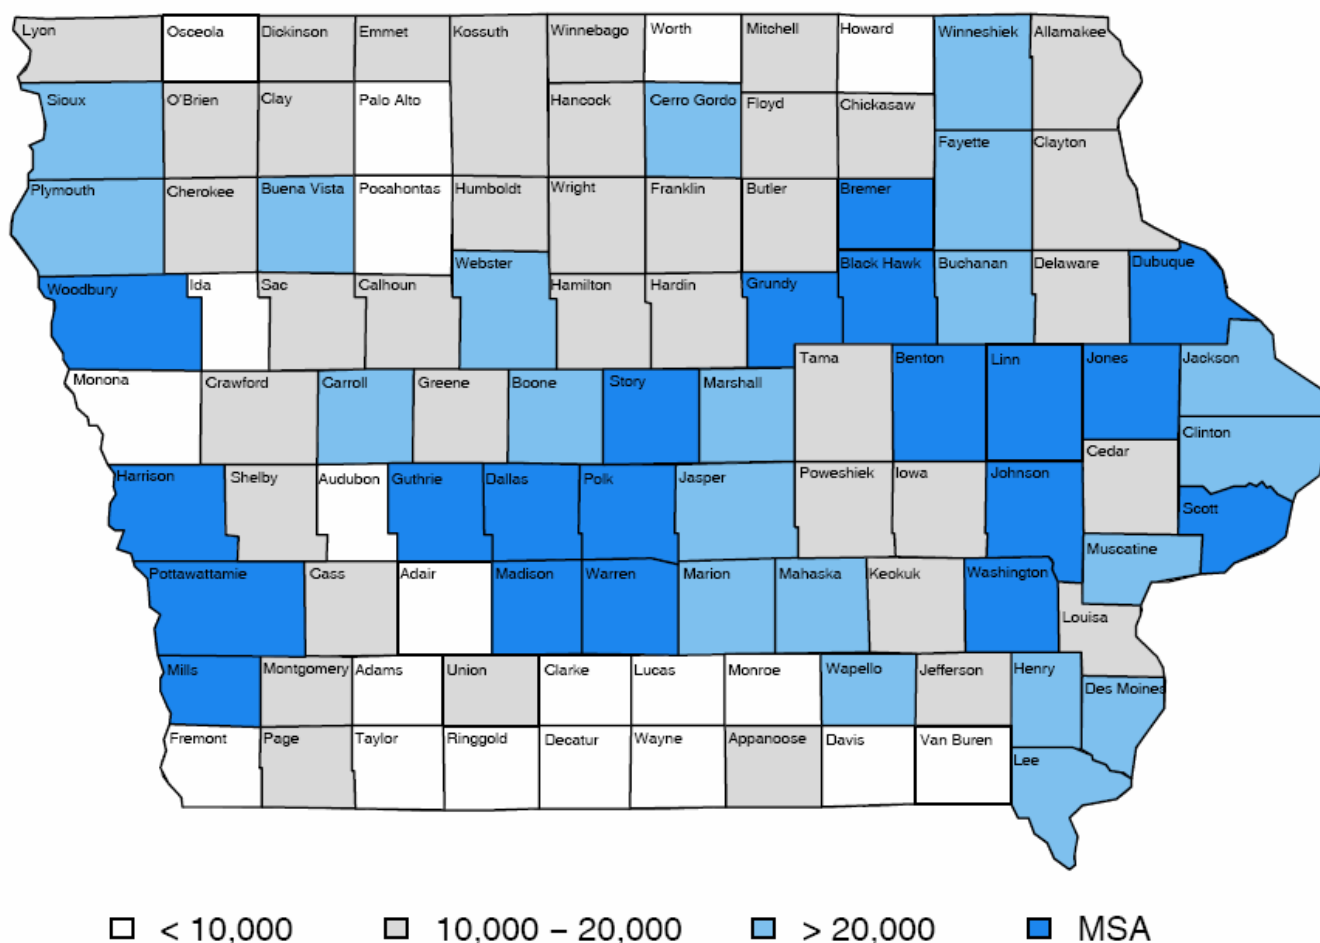 Lyon Osceola Dickinson Emmet Kossuth Winnebago Worth Mitchell Howard Winneshiek Allamakee
Sioux O'Brien Clay Palo Alto Hancock Cerro Gordo Floyd Chickasaw
Fayette Clayton
Plymouth Cherokee Buena Vista Pocahontas Humboldt Wright Franklin Butler Bremer
Woodbury Ida Sac Calhoun Webster Hamilton Hardin Grundy Black Hawk Buchanan Delaware Dubuque
Monona Crawford Carroll Greene Boone Story Marshall Tama Benton Linn Jones Jackson
Clinton
Harrison Shelby Audubon Guthrie Dallas Polk Jasper Poweshiek Iowa Johnson Cedar Scott
Muscatine
Pottawattamie Cass Adair Madison Warren Marion Mahaska Keokuk Washington Louisa
Mills Montgomery Adams Union Clarke Lucas Monroe Wapello Jefferson Henry Des Moines
Fremont Page Taylor Ringgold Decatur Wayne Appanoose Davis Van Buren Lee
< 10,000 10,000 – 20,000 > 20,000 MSA